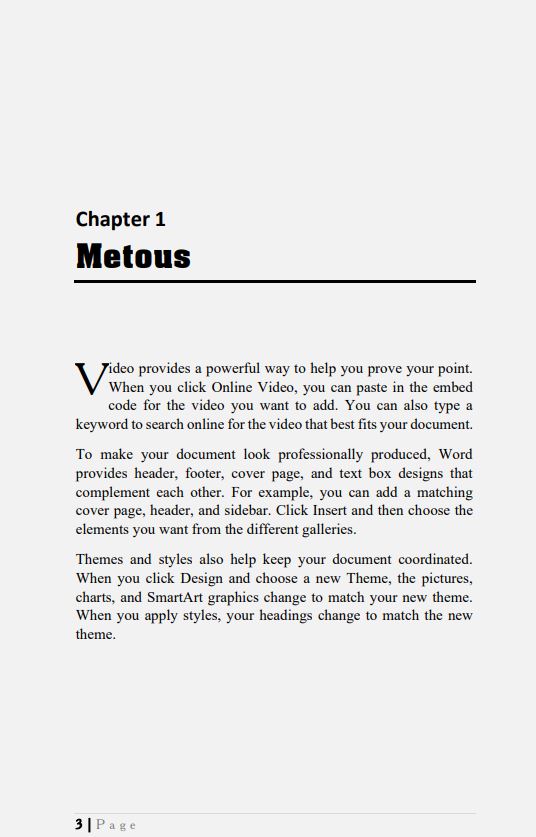 Chapter 1
Metous
Video provides a powerful way to help you prove your point.
When you click Online Video, you can paste in the embed
code for the video you want to add. You can also type a
keyword to search online for the video that best fits your document.
To make your document look professionally produced, Word
provides header, footer, cover page, and text box designs that
complement each other. For example, you can add a matching
cover page, header, and sidebar. Click Insert and then choose the
elements you want from the different galleries.
Themes and styles also help keep your document coordinated.
When you click Design and choose a new Theme, the pictures,
charts, and SmartArt graphics change to match your new theme.
When you apply styles, your headings change to match the new
theme.
3 | Page